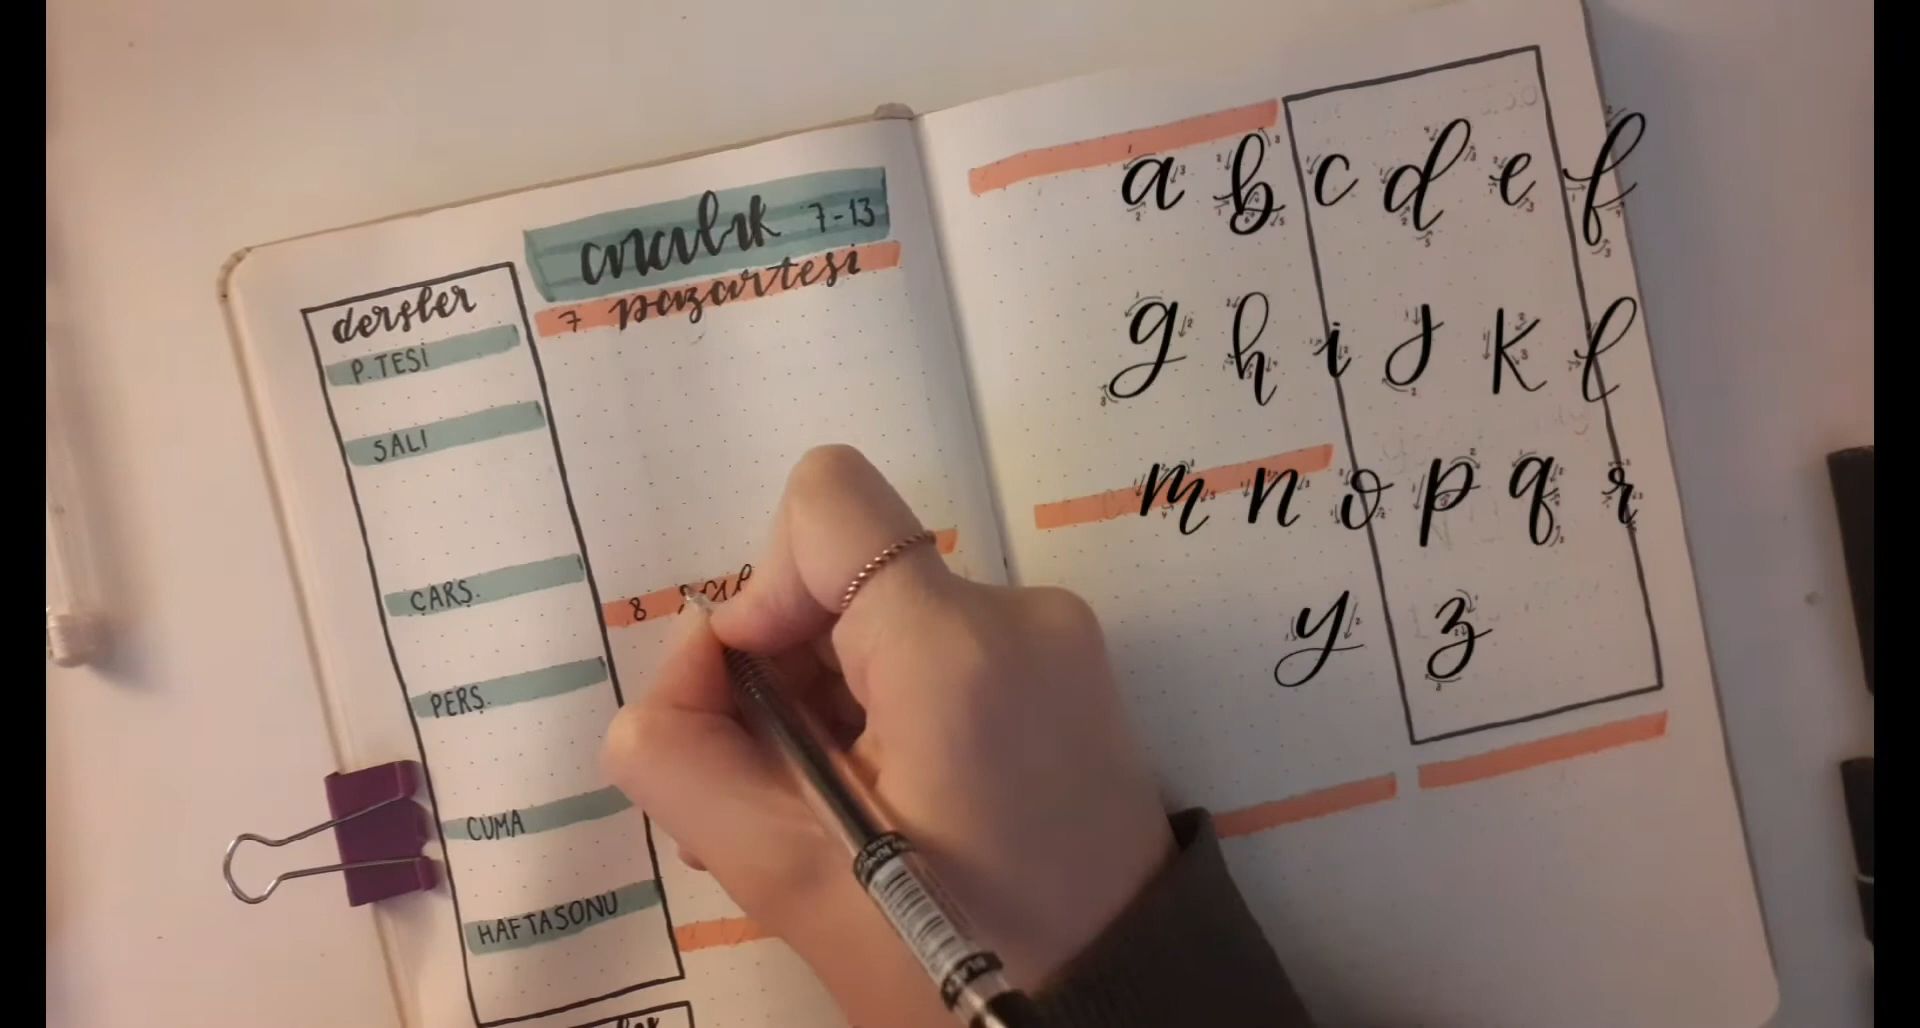 aralık 7-13
dersler
7 pazartesi
P.TESİ
SALI
ÇARŞ.
PERŞ.
CUMA
HAFTASONU
8
a b c d e f
g h i j k l
m n o p q r
y z